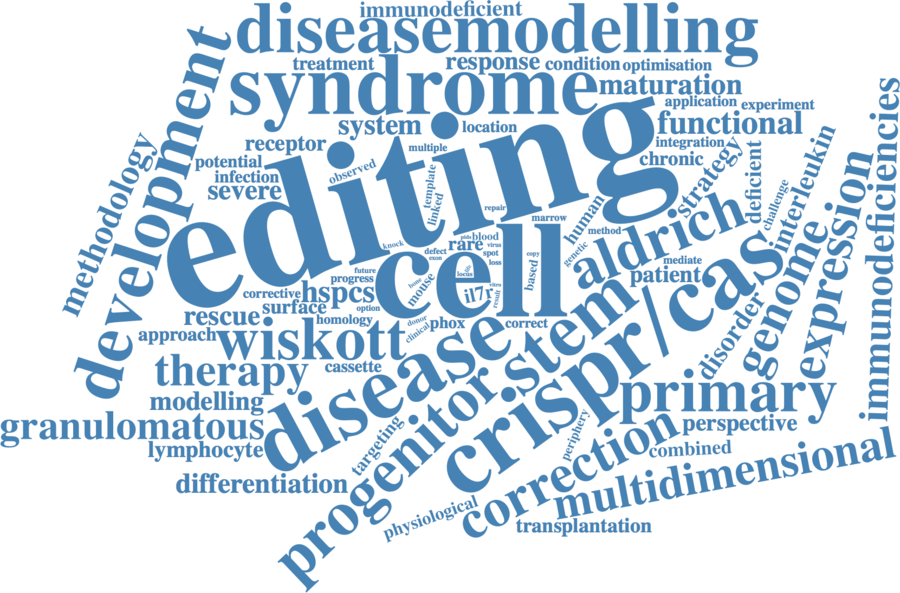 immunodeficient
diseasemodelling
treatment
response
condition
optimisation
syndrome
maturation
application
experiment
development
system
location
functional
receptor
multiple
integration
methodology
potential
observed
chronic
strategy
infection
severe
template
linked
deficient
challenge
interleukin
immunodeficiencies
editing
repair
marrow
human
method
aldrich
knock
pids
blood
virus
rare
defect
exon
spot
loss
copy
based
genetic
mediate
patient
cell
future
progress
bone
mouse
locus
il7r
vitro
result
corrective
hspcs
option
surface
homology
rescue
donor
clinical
phox
correct
approach
wiskott
cassette
disease
stem
crispr/cas
disorder
genome
expression
therapy
modelling
progenitor
primary
granulomatous
lymphocyte
targeting
periphery
correction
perspective
combined
differentiation
multidimensional
physiological
transplantation